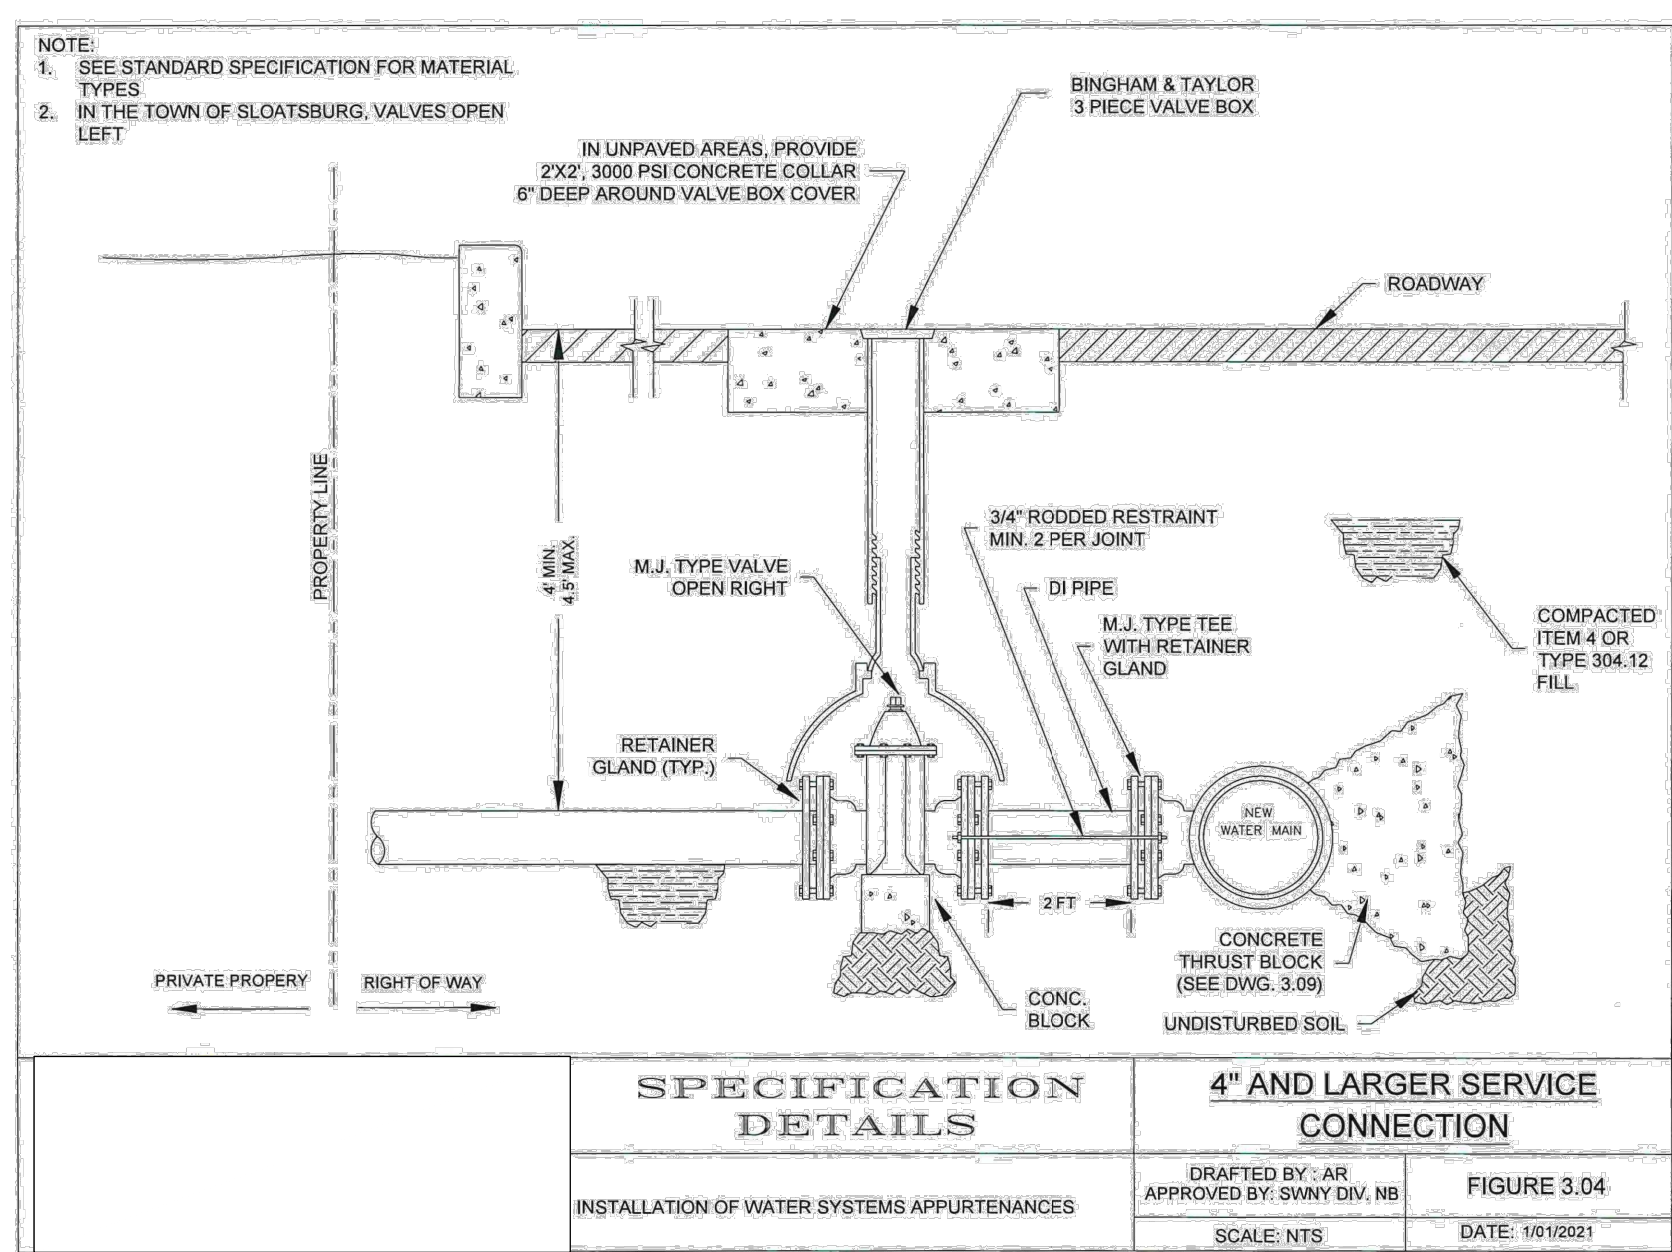 NOTE:
1. SEE STANDARD SPECIFICATION FOR MATERIAL
TYPES
2. IN THE TOWN OF SLOATSBURG, VALVES OPEN
LEFT
BINGHAM & TAYLOR
3 PIECE VALVE BOX
IN UNPAVED AREAS, PROVIDE
2'X2', 3000 PSI CONCRETE COLLAR
6" DEEP AROUND VALVE BOX COVER
ROADWAY
PROPERTY LINE
4' MIN.
4.5' MAX.
M.J. TYPE VALVE
OPEN RIGHT
3/4" RODDED RESTRAINT
MIN. 2 PER JOINT
DI PIPE
M.J. TYPE TEE
WITH RETAINER
GLAND
COMPACTED
ITEM 4 OR
TYPE 304.12
FILL
RETAINER
GLAND (TYP.)
NEW
WATER MAIN
2 FT
CONCRETE
THRUST BLOCK
(SEE DWG. 3.09)
UNDISTURBED SOIL
CONC.
BLOCK
PRIVATE PROPERY
RIGHT OF WAY
SPECIFICATION
DETAILS
INSTALLATION OF WATER SYSTEMS APPURTENANCES
4" AND LARGER SERVICE
CONNECTION
DRAFTED BY : AR
APPROVED BY: SWNY DIV. NB
FIGURE 3.04
SCALE: NTS
DATE: 1/01/2021